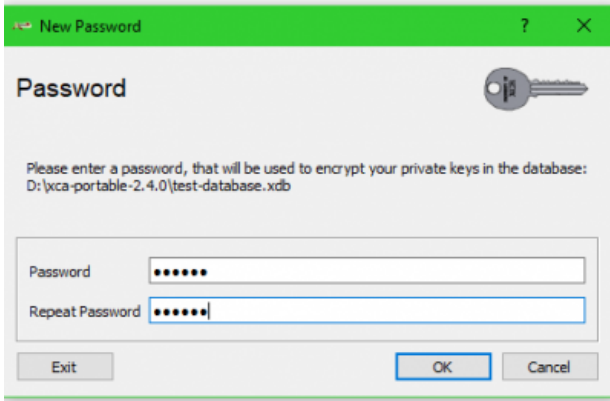 New Password
?
Password
Please enter a password, that will be used to encrypt your private keys in the database:
D:\xca-portable-2.4.0\test-database.xdb
Password ••••••
Repeat Password ••••••
Exit OK Cancel